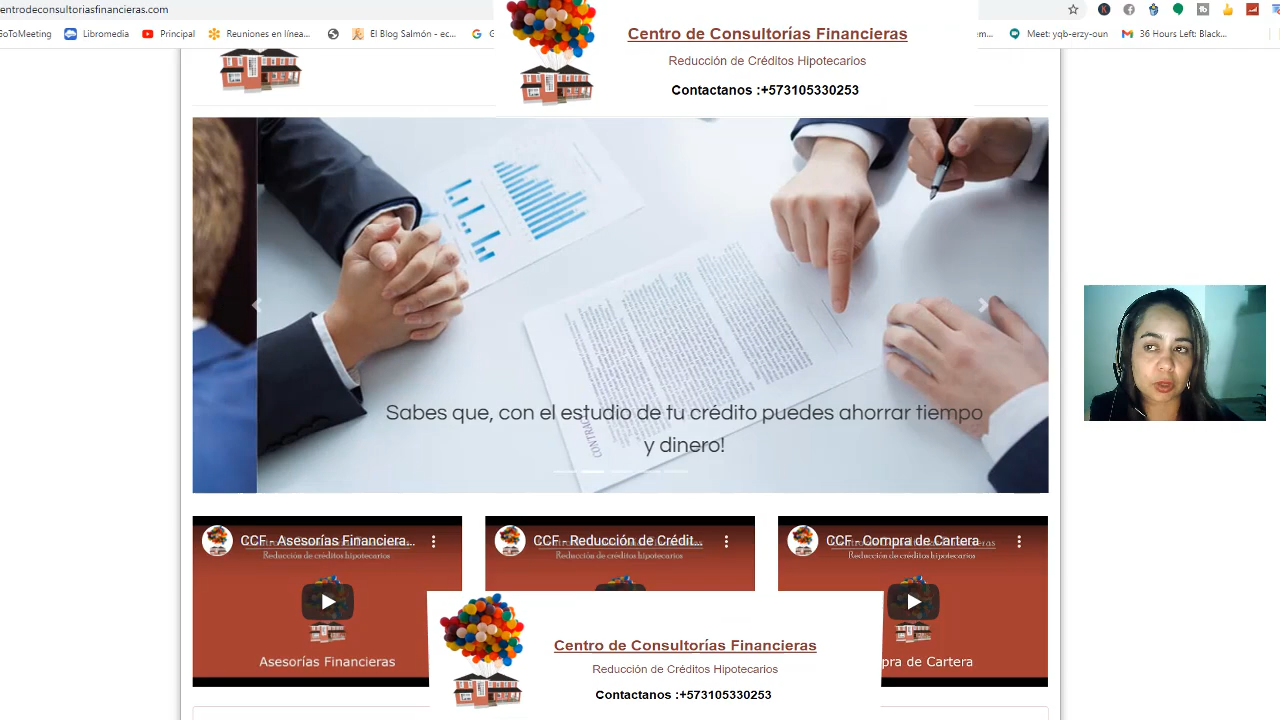 entrodeconsultoriasfinancieras.com
GoToMeeting
Libromedia
Principal
Reuniones en línea...
El Blog Salmón - ec...
G
em...
Meet: yqb-erzy-oun
36 Hours Left: Black...
Centro de Consultorías Financieras
Reducción de Créditos Hipotecarios
Contactanos :+573105330253
Sabes que, con el estudio de tu crédito puedes ahorrar tiempo
y dinero!
CONTRAC
CCF - Asesorías Financiera...
Reducción de créditos hipotecarios
Asesorías Financieras
CCF - Reducción de Crédit...
Reducción de créditos hipotecarios
CCF - Compra de Cartera
Reducción de créditos hipotecarios
pra de Cartera
Centro de Consultorías Financieras
Reducción de Créditos Hipotecarios
Contactanos :+573105330253